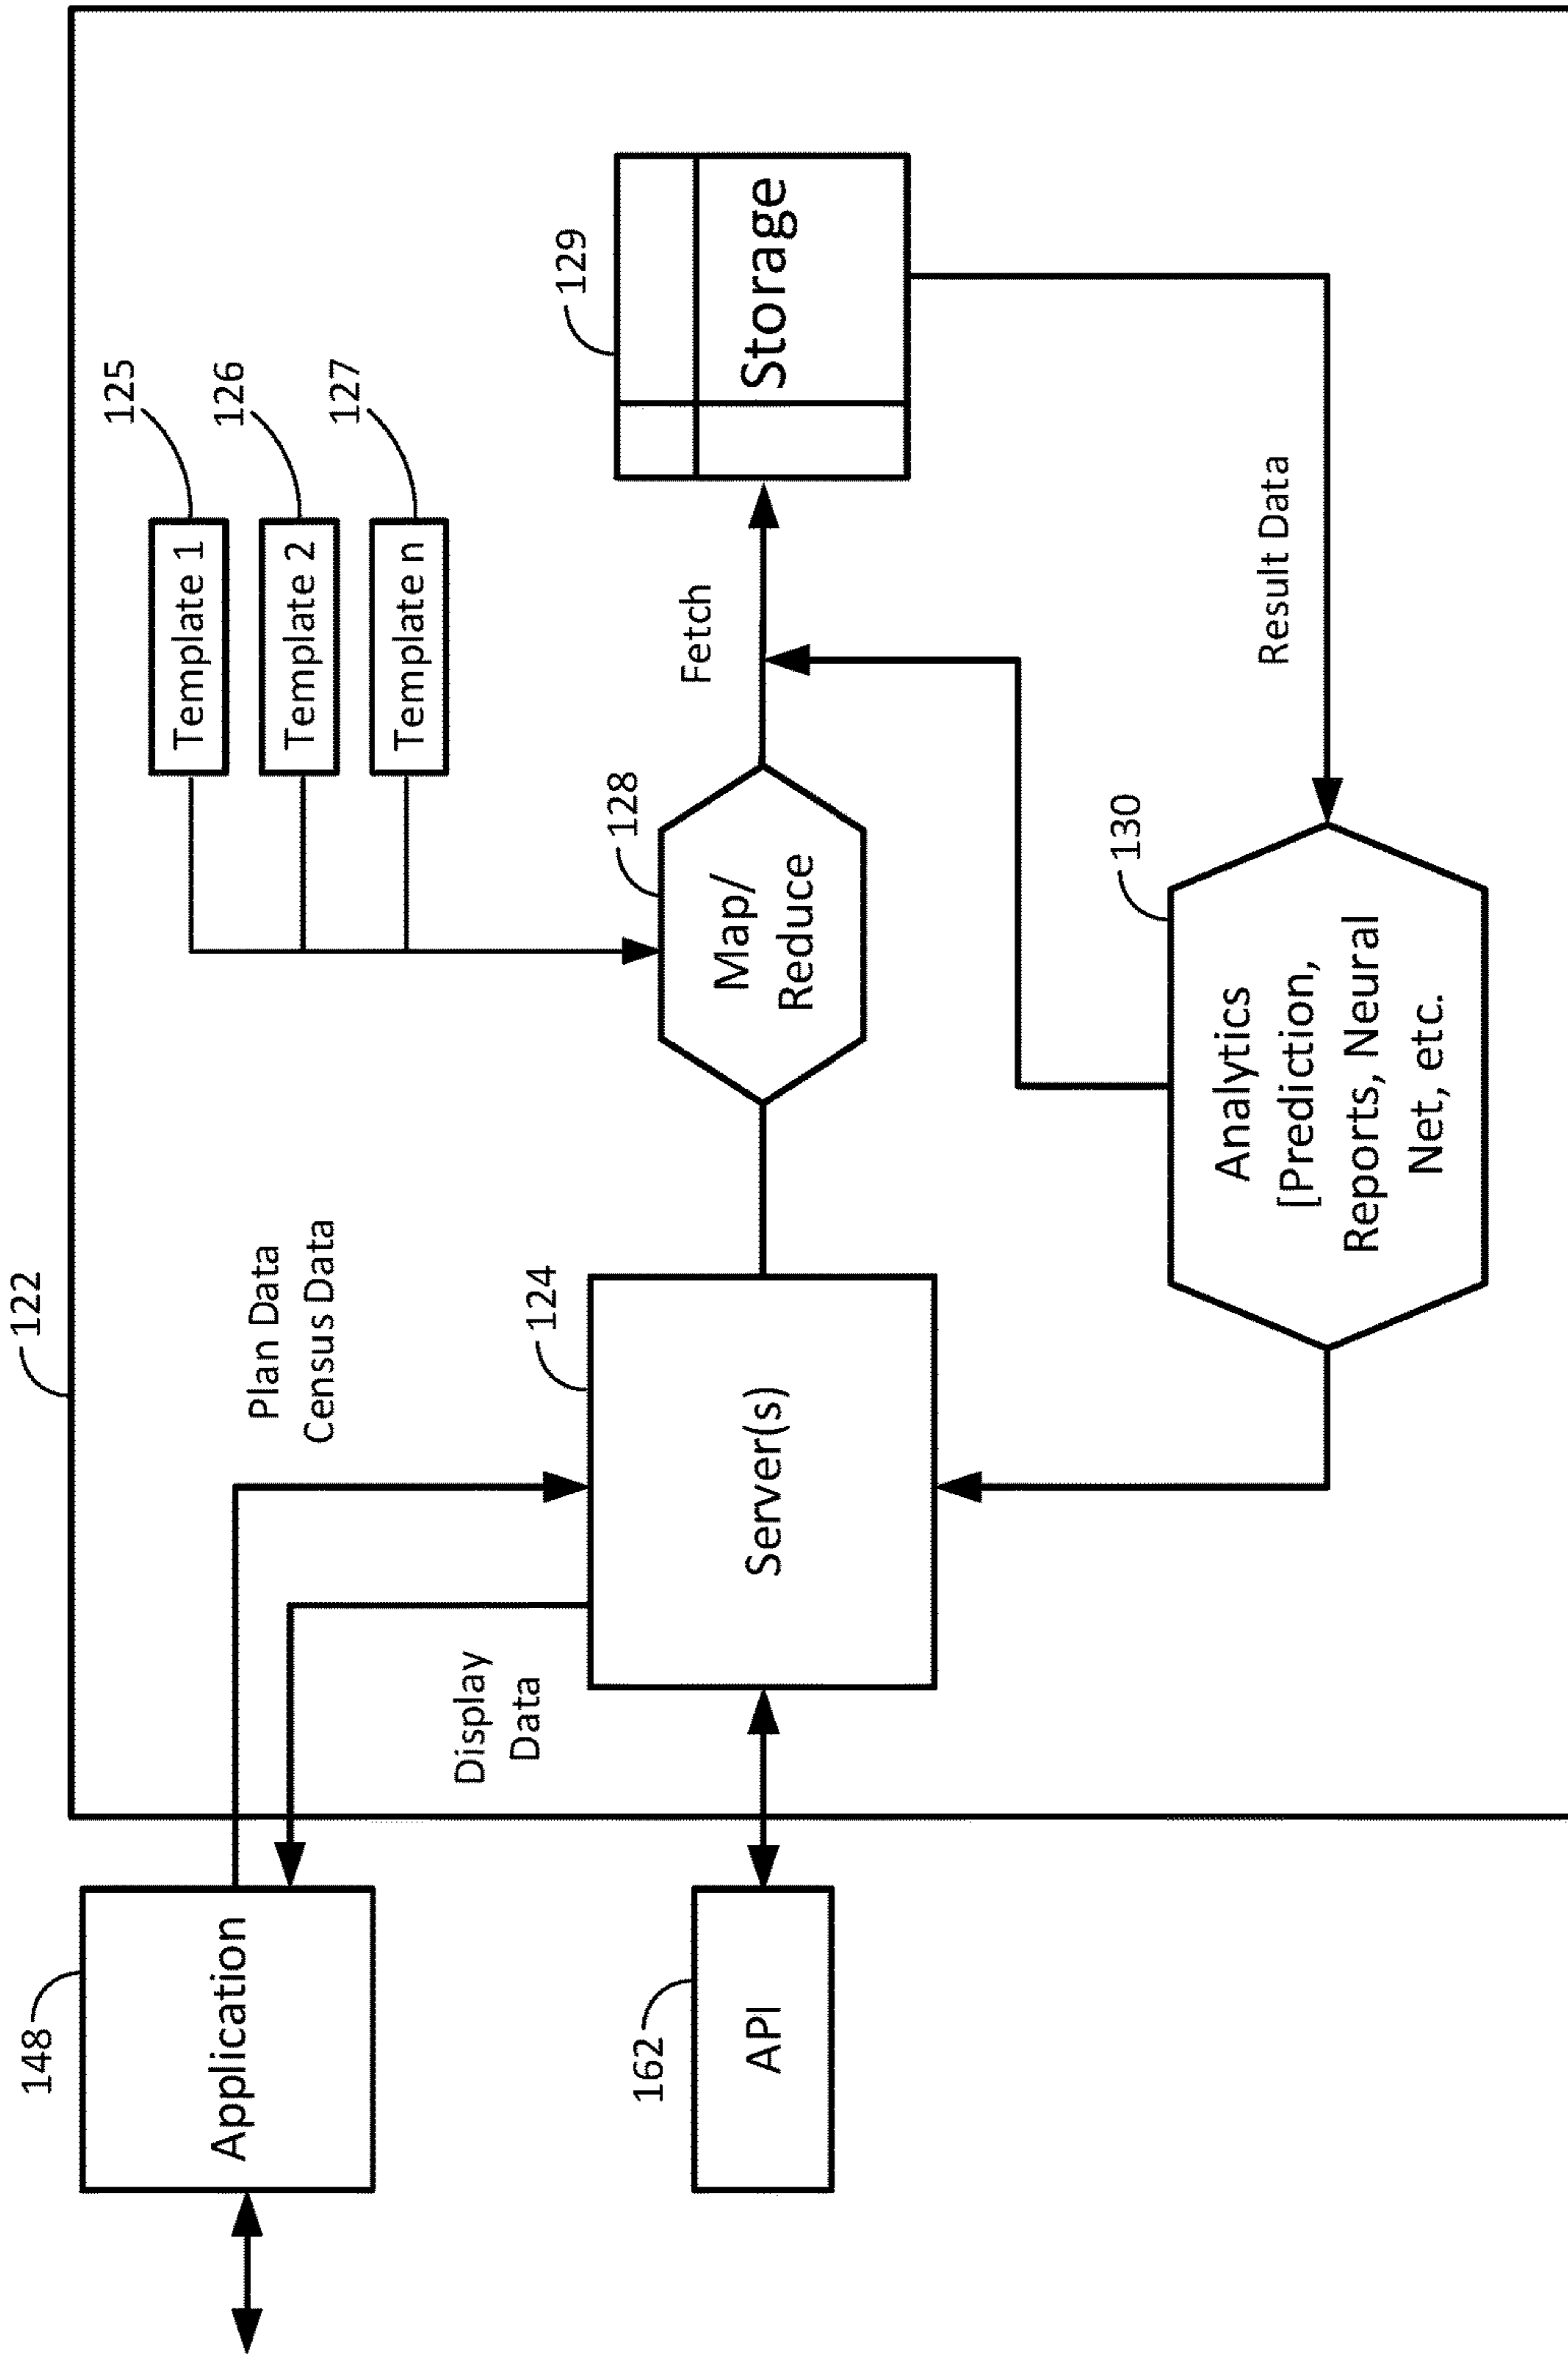 122
148
Application
162
API
Display
Data
Plan Data
Census Data
124
Server(s)
Template 1
125
Template 2
126
Template n
127
128
Map/
Reduce
Fetch
129
Storage
Result Data
130
Analytics
[Prediction,
Reports, Neural
Net, etc.